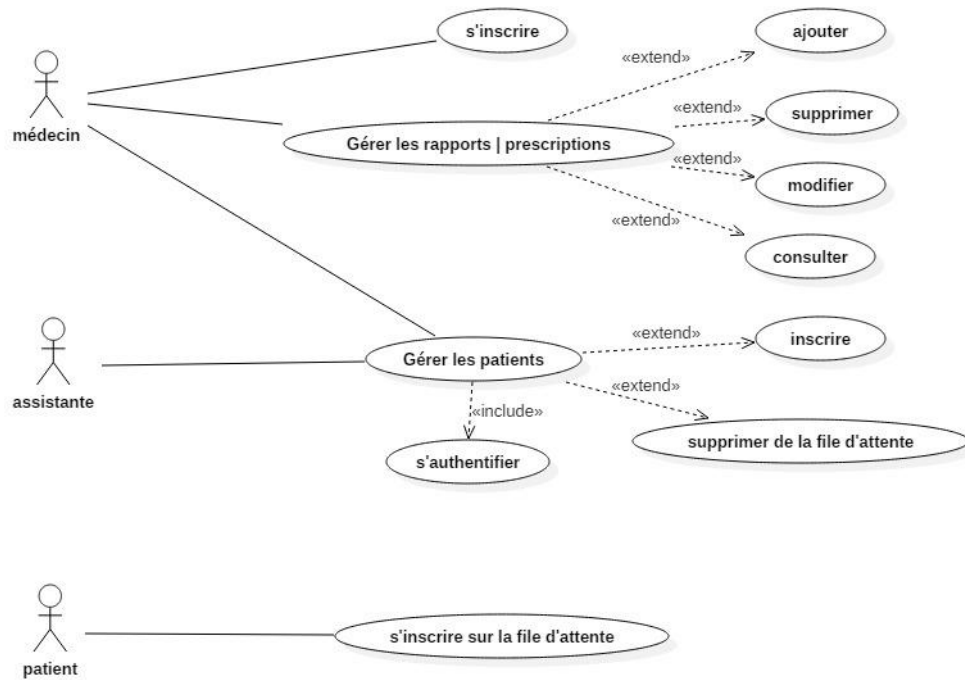 s'inscrire
ajouter
«extend»
médecin
«extend»
supprimer
Gérer les rapports | prescriptions
«extend»
modifier
«extend»
consulter
«extend»
inscrire
assistante
Gérer les patients
«extend»
«include»
supprimer de la file d'attente
s'authentifier
s'inscrire sur la file d'attente
patient